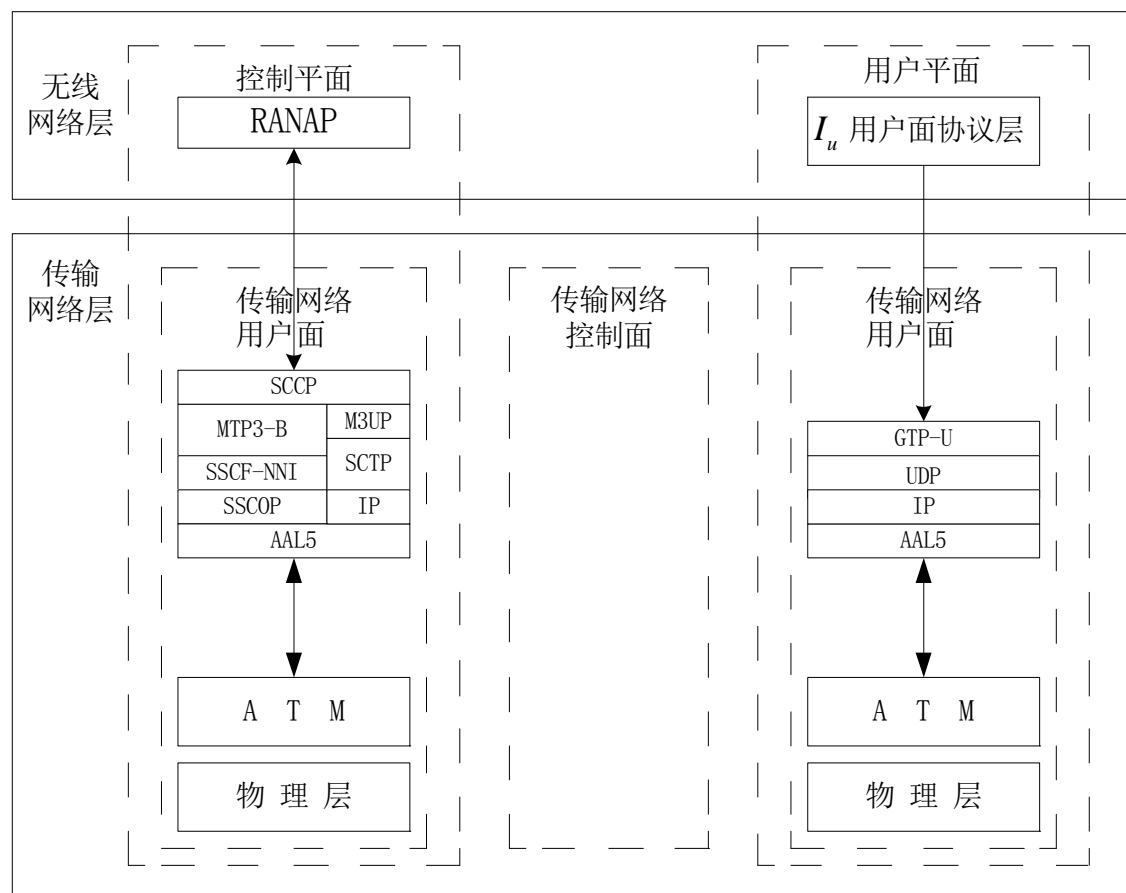 无线
网络层
控制平面
RANAP
用户平面
Iu 用户面协议层
传输
网络层
传输网络
用户面
SCCP
MTP3-B
M3UP
SSCF-NNI
SCTP
SSCOP
IP
AAL5
A T M
物 理 层
传输网络
控制面
传输网络
用户面
GTP-U
UDP
IP
AAL5
A T M
物 理 层